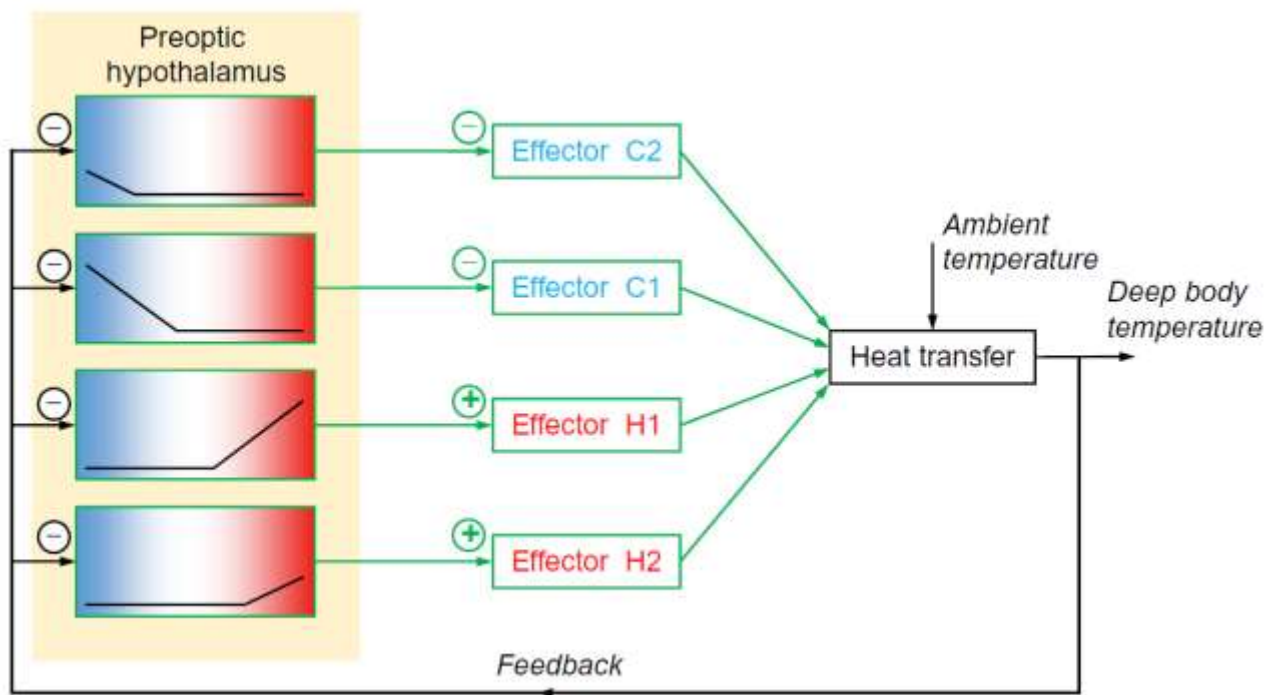 Preoptic
hypothalamus
−
−
Effector C2
−
−
Effector C1
Ambient
temperature
Deep body
temperature
Heat transfer
−
+
Effector H1
−
+
Effector H2
Feedback